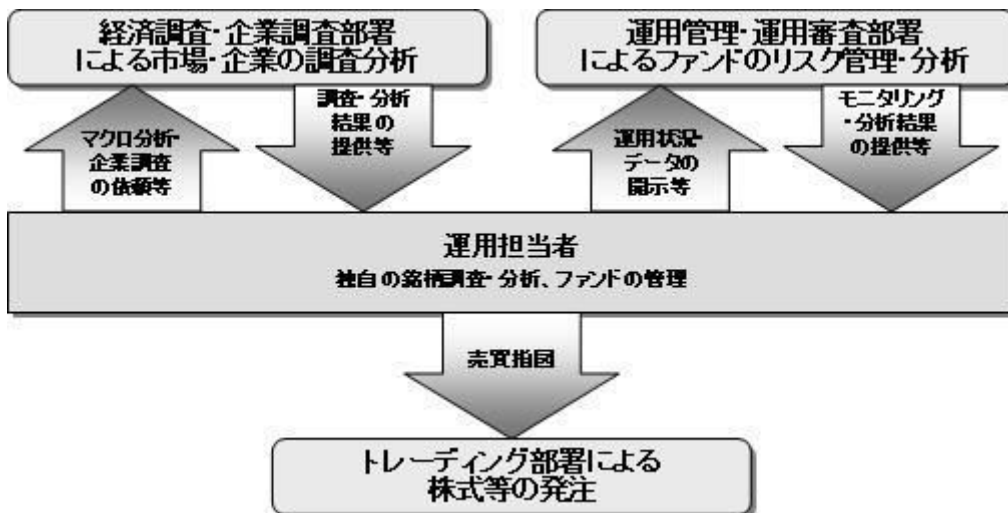 経済調査・企業調査部署
による市場・企業の調査分析
運用管理・運用審査部署
によるファンドのリスク管理・分析
マクロ分析・
企業調査
の依頼等
調査・分析
結果の
提供等
運用状況・
データの
開示等
モニタリング
・分析結果
の提供等
運用担当者
独自の銘柄調査・分析、ファンドの管理
売買指図
トレーディング部署による
株式等の発注